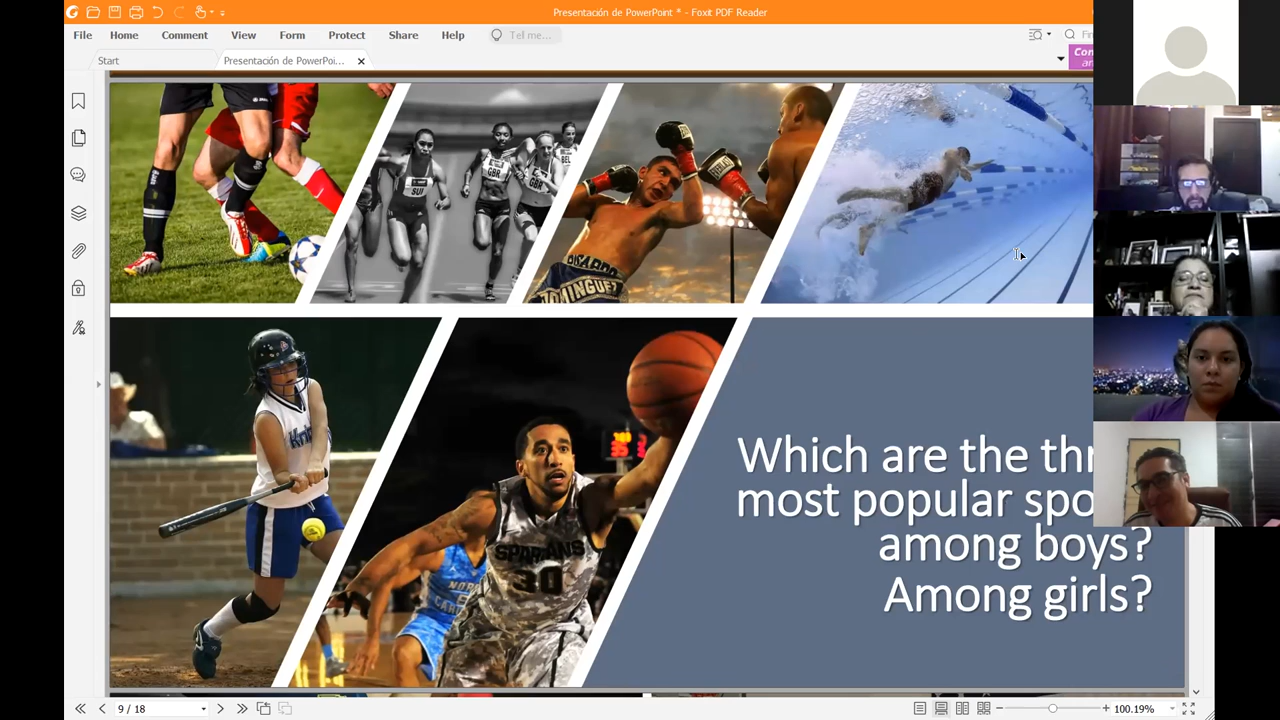 Presentación de PowerPoint * - Foxit PDF Reader
File Home Comment View Form Protect Share Help Tell me...
Start Presentación de PowerPoi...
SUI
GBR
GBR
BEL
EVERLAST
DOMINGUEZ
SPARTANS
30
Which are the
most popular
among boys?
Among girls?
9 / 18
100.19%